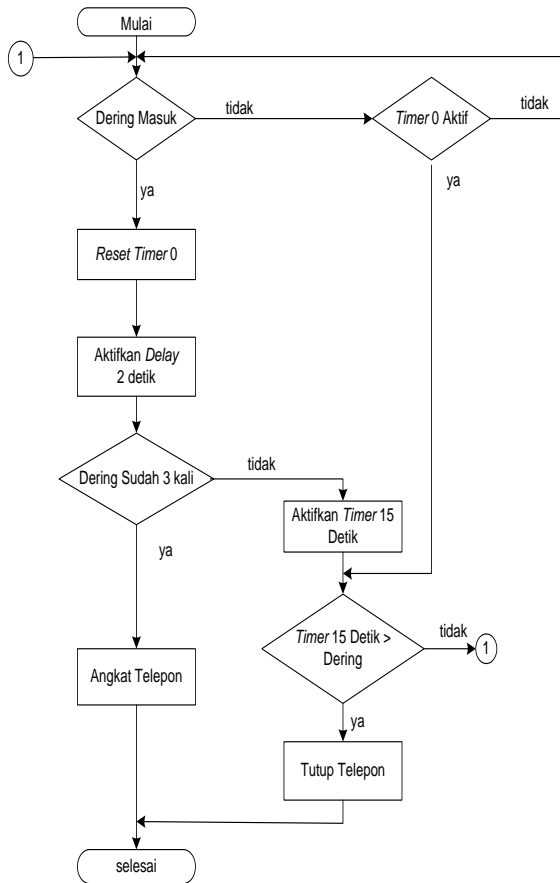 Mulai
1
Dering Masuk
tidak
Timer 0 Aktif
tidak
ya
ya
Reset Timer 0
Aktifkan Delay
2 detik
Dering Sudah 3 kali
tidak
Aktifkan Timer 15
Detik
ya
Timer 15 Detik >
Dering
tidak
1
Angkat Telepon
ya
Tutup Telepon
selesai